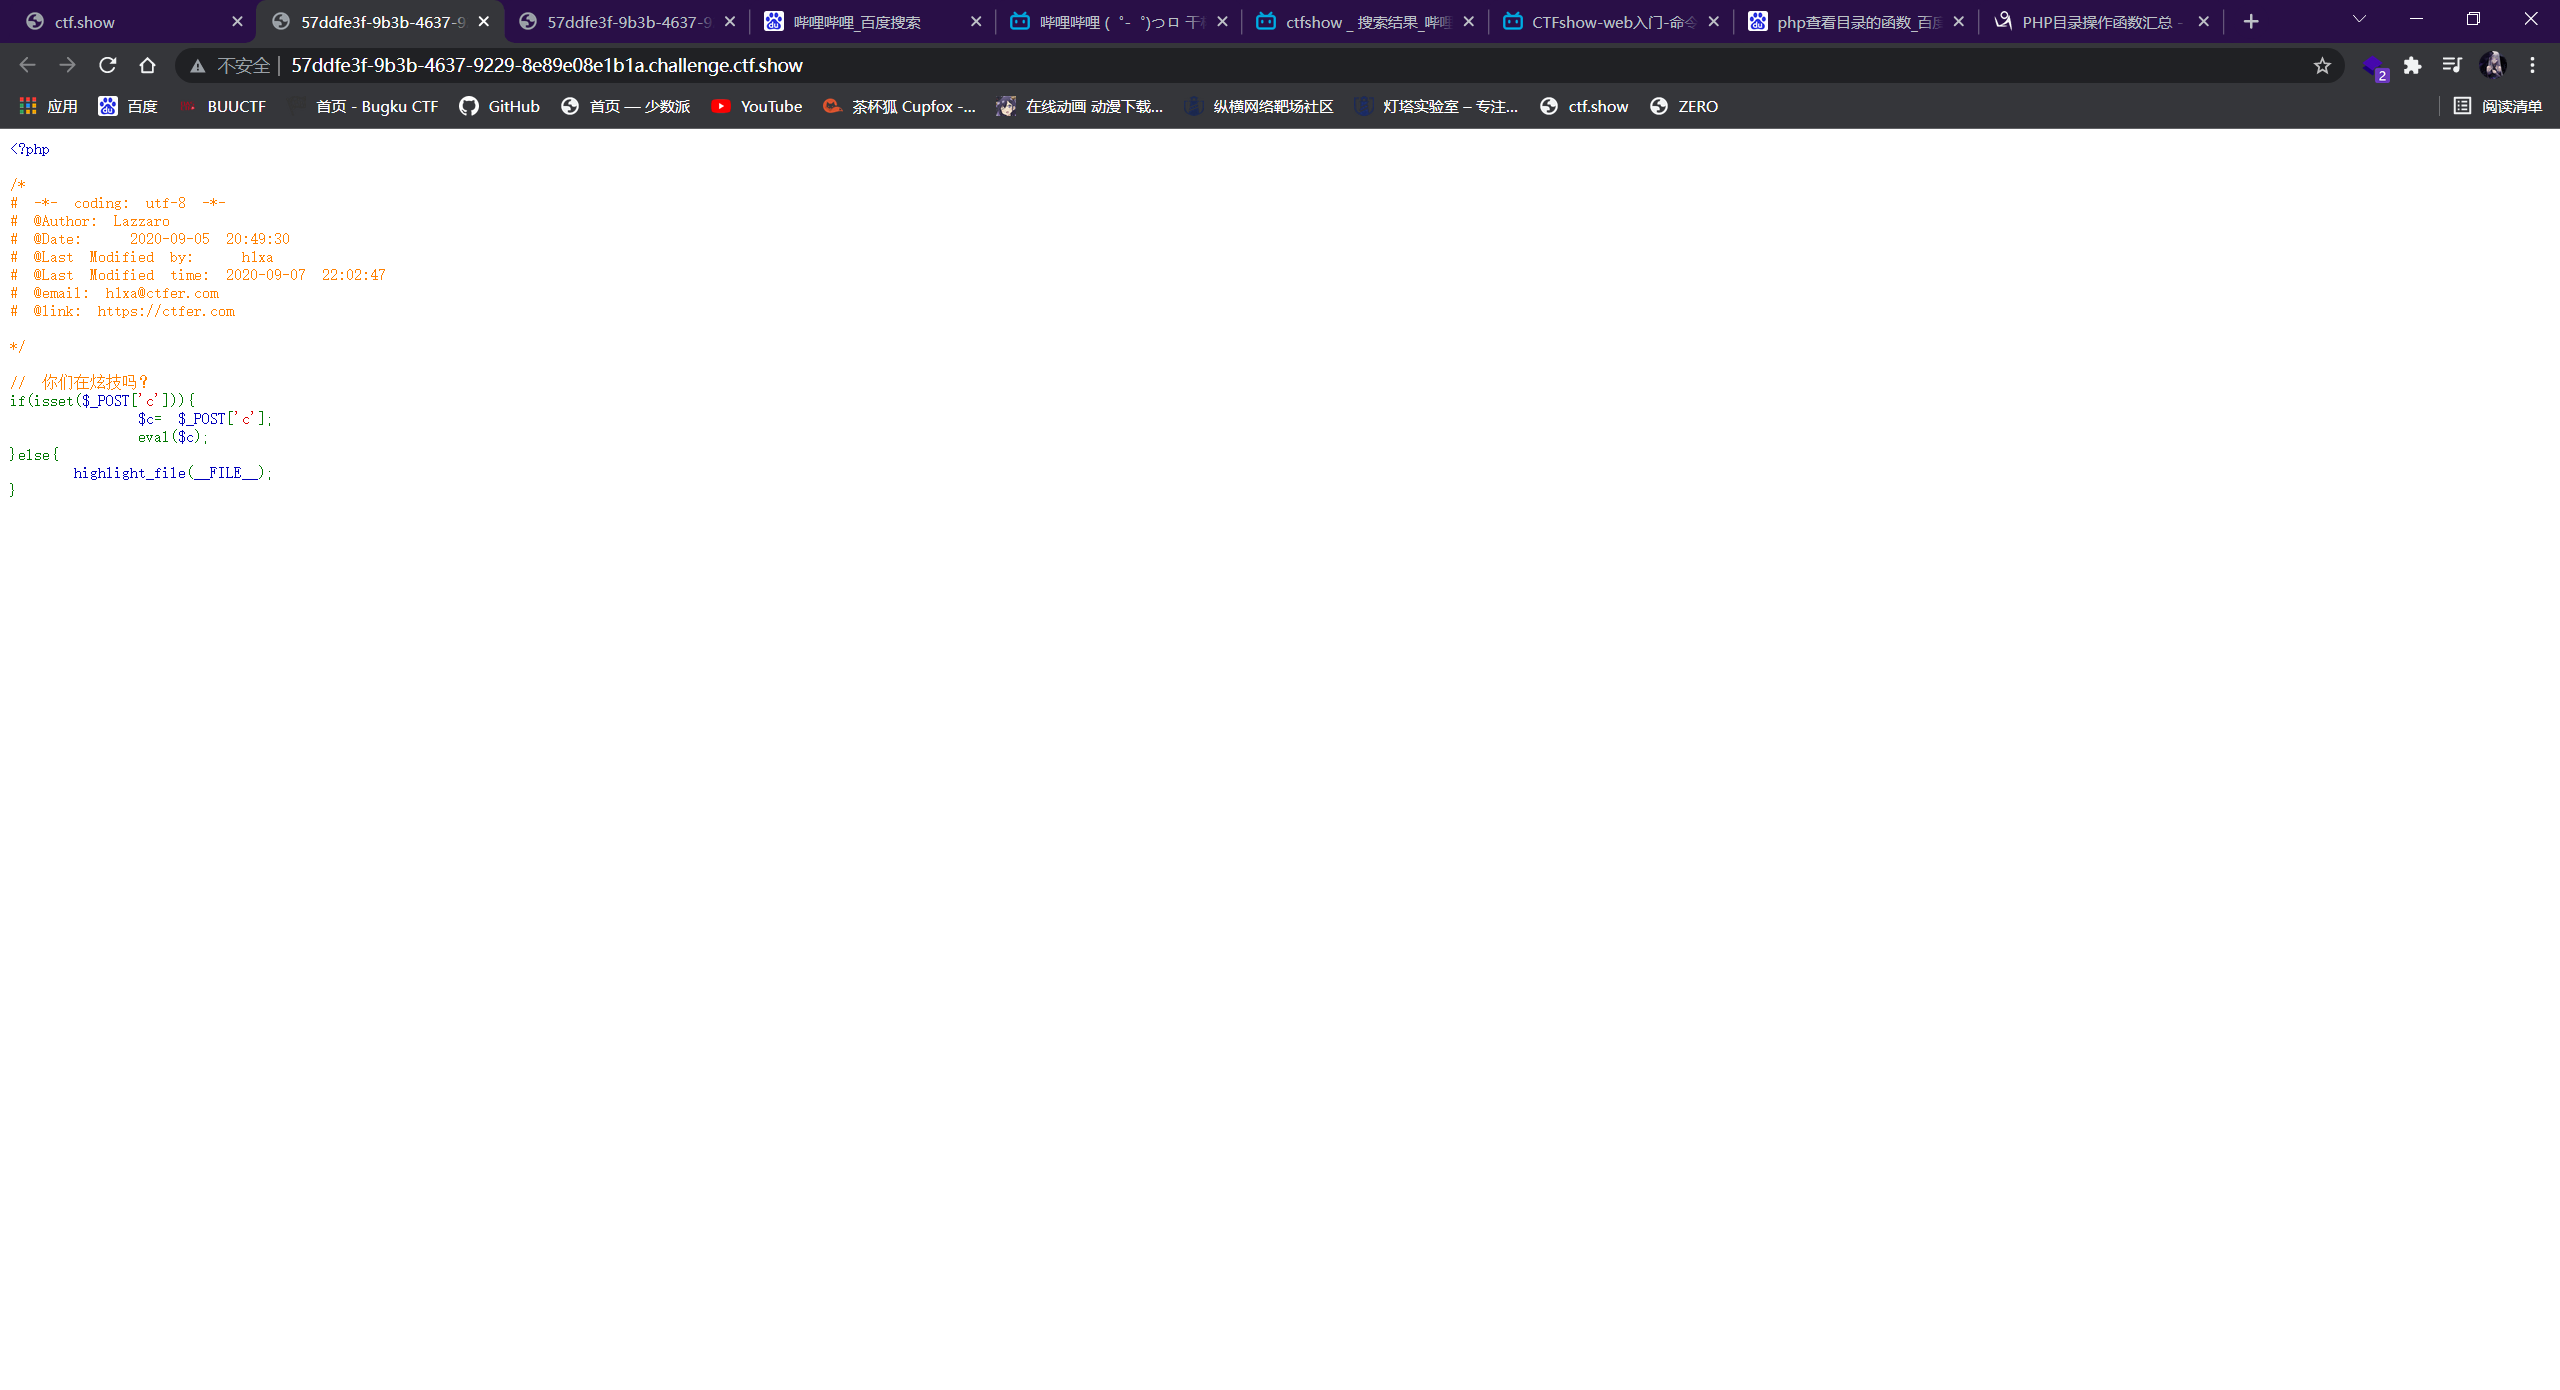 ctf.show
57ddfe3f-9b3b-4637-9
57ddfe3f-9b3b-4637-9
哔哩哔哩_百度搜索
哔哩哔哩 ( ゜- ゜)つロ 干
ctfshow _ 搜索结果_哔哩
CTFshow-web入门-命令
php查看目录的函数_百度
PHP目录操作函数汇总 -
不安全 | 57ddfe3f-9b3b-4637-9229-8e89e08e1b1a.challenge.ctf.show
2
应用 百度 BUUCTF 首页 - Bugku CTF GitHub 首页 — 少数派 YouTube 茶杯狐 Cupfox -... 在线动画 动漫下载... 纵横网络靶场社区 灯塔实验室 – 专注... ctf.show ZERO 阅读清单
<?php
/*
# -*- coding: utf-8 -*-
# @Author: Lazzaro
# @Date:   2020-09-05 20:49:30
# @Last Modified by:   h1xa
# @Last Modified time: 2020-09-07 22:02:47
# @email: h1xa@ctfer.com
# @link: https://ctfer.com
*/
// 你们在炫技吗？
if(isset($_POST['c'])){
        $c= $_POST['c'];
        eval($c);
}else{
    highlight_file(__FILE__);
}